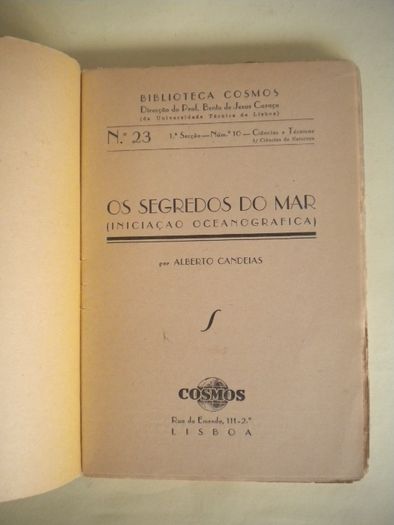 BIBLIOTECA COSMOS
Direcção do Prof. Bento de Jesus Caraça
(da Universidade Técnica de Lisboa)
N.º 23 1.ª Secção — Núm.º 10 — Ciências e Técnicas
b) Ciências da Natureza
OS SEGREDOS DO MAR
(INICIAÇAO OCEANOGRAFICA)
por ALBERTO CANDEIAS
COSMOS
Rua da Emenda, 111-2.º
LISBOA